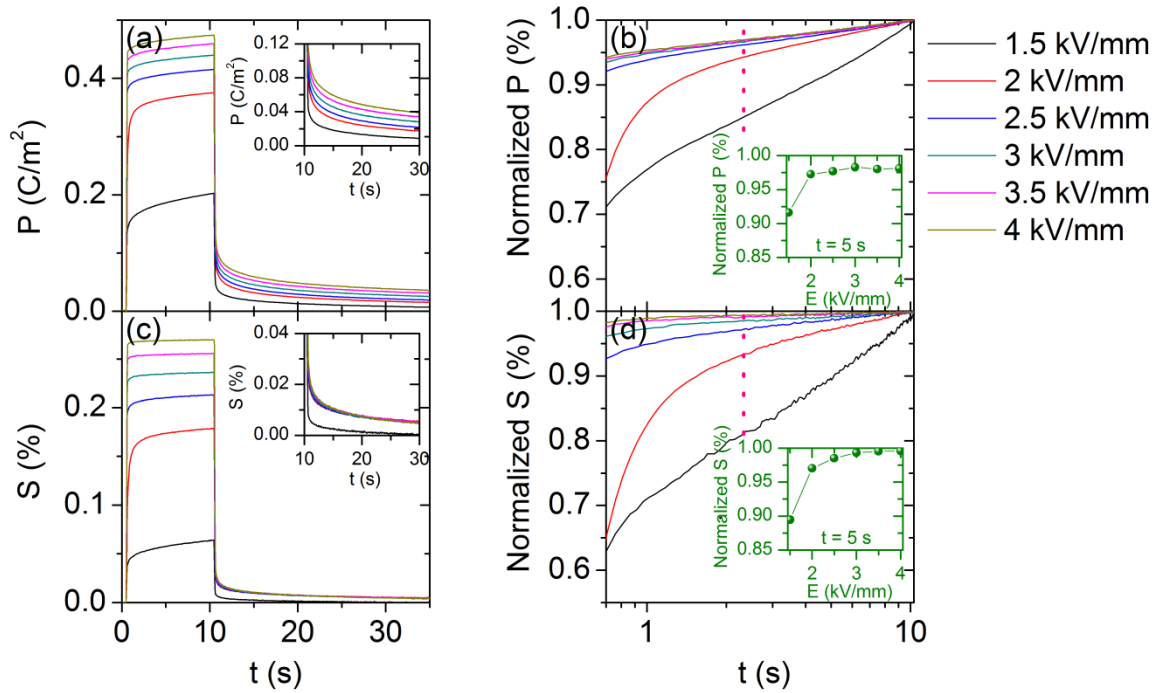 (a)
P (C/m2)
0.4
0.2
0.0
P (C/m2)
0.12
0.08
0.04
0.00
10 20 30
t (s)
(b)
Normalized P (%)
1.0
0.9
0.8
0.7
0.6
Normalized P (%)
1.00
0.95
0.90
0.85
t = 5 s
2 3 4
E (kV/mm)
1.5 kV/mm
2 kV/mm
2.5 kV/mm
3 kV/mm
3.5 kV/mm
4 kV/mm
(c)
S (%)
0.2
0.1
0.0
0 10 20 30
t (s)
S (%)
0.04
0.02
0.00
10 20 30
t (s)
(d)
Normalized S (%)
1.0
0.9
0.8
0.7
0.6
1 10
t (s)
Normalized S (%)
1.00
0.95
0.90
0.85
t = 5 s
2 3 4
E (kV/mm)